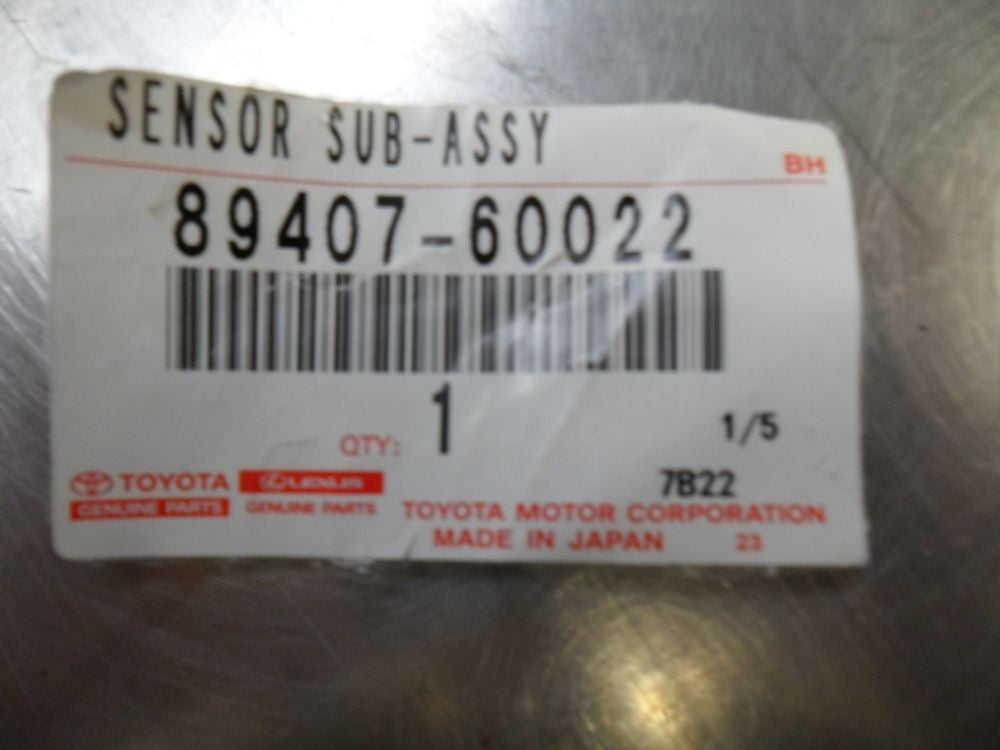 SENSOR SUB-ASSY
BH
89407-60022
QTY: 1
1/5
7B22
TOYOTA LEXUS
GENUINE PARTS GENUINE PARTS
TOYOTA MOTOR CORPORATION
MADE IN JAPAN 23